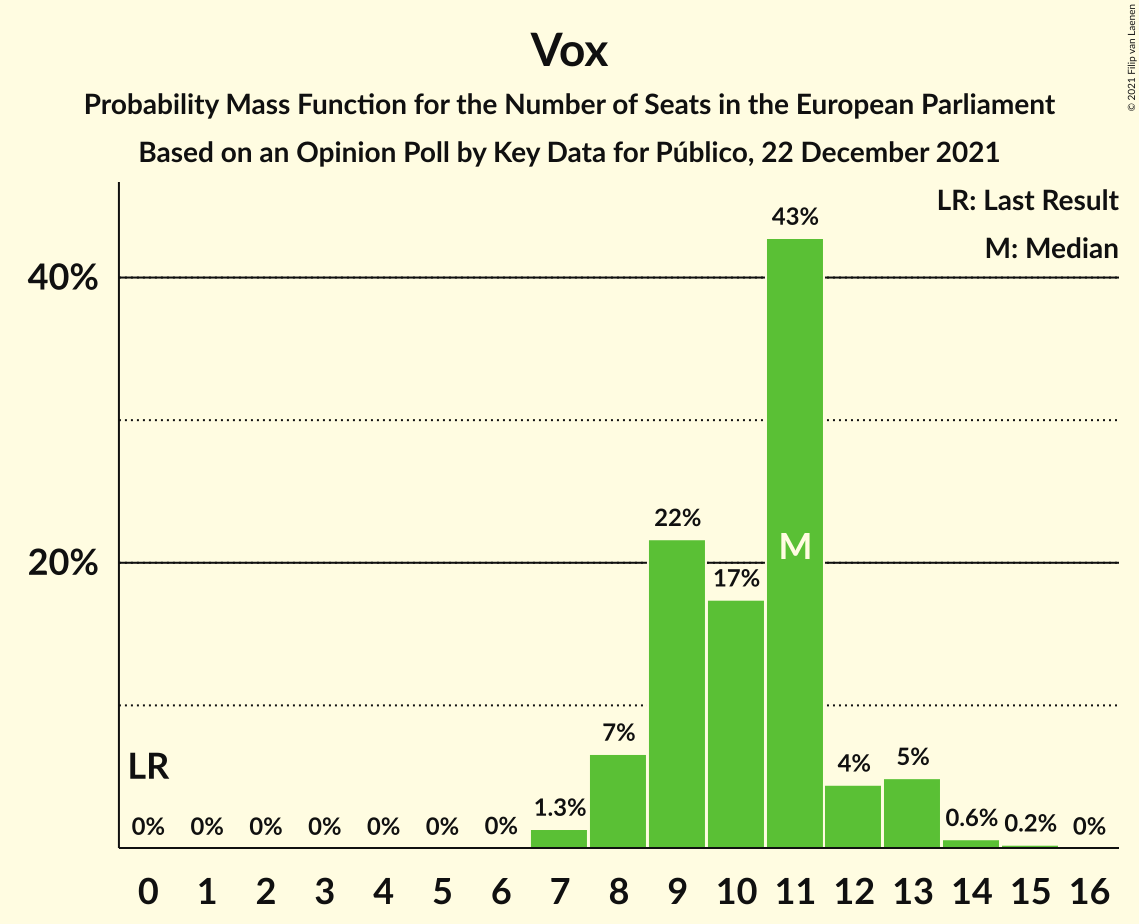 Vox
Probability Mass Function for the Number of Seats in the European Parliament
Based on an Opinion Poll by Key Data for Público, 22 December 2021
© 2021 Filip van Laenen
LR: Last Result
M: Median
40%
20%
43%
22%
M
17%
7%
LR
4%
5%
1.3%
0%
0%
0%
0%
0%
0%
0%
0.6%
0.2%
0%
0 1 2 3 4 5 6 7 8 9 10 11 12 13 14 15 16